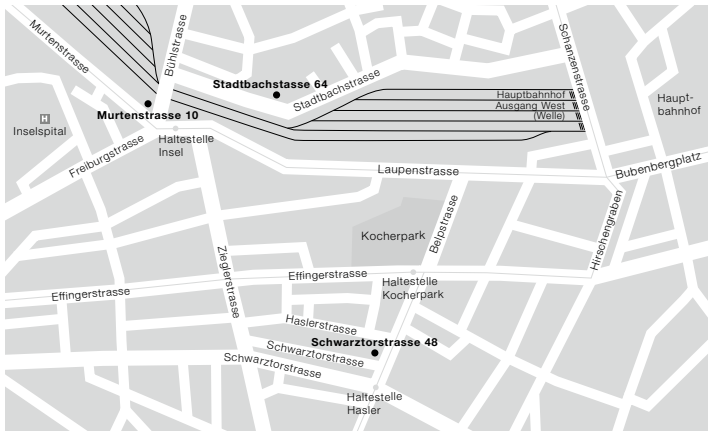 Murtenstrasse
Bühlstrasse
Schanzenstrasse
Stadtbachstasse 64
Stadtbachstrasse
Hauptbahnhof
Ausgang West
(Welle)
Haupt-
bahnhof
Murtenstrasse 10
H
Inselspital
Haltestelle
Insel
Freiburgstrasse
Laupenstrasse
Bubenbergplatz
Belpstrasse
Hirschengraben
Kocherpark
Zieglerstrasse
Effingerstrasse
Effingerstrasse
Haltestelle
Kocherpark
Haslerstrasse
Schwarztorstrasse 48
Schwarztorstrasse
Schwarztorstrasse
Haltestelle
Hasler